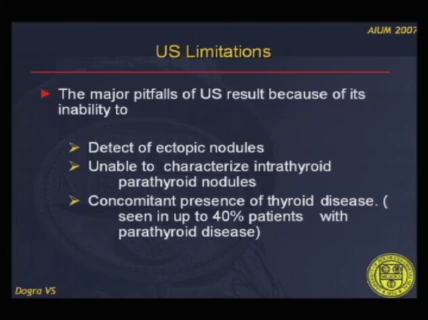 AIUM 2007
US Limitations
The major pitfalls of US result because of its
inability to
Detect of ectopic nodules
Unable to characterize intrathyroid
parathyroid nodules
Concomitant presence of thyroid disease. (
seen in up to 40% patients with
parathyroid disease)
Dogra VS